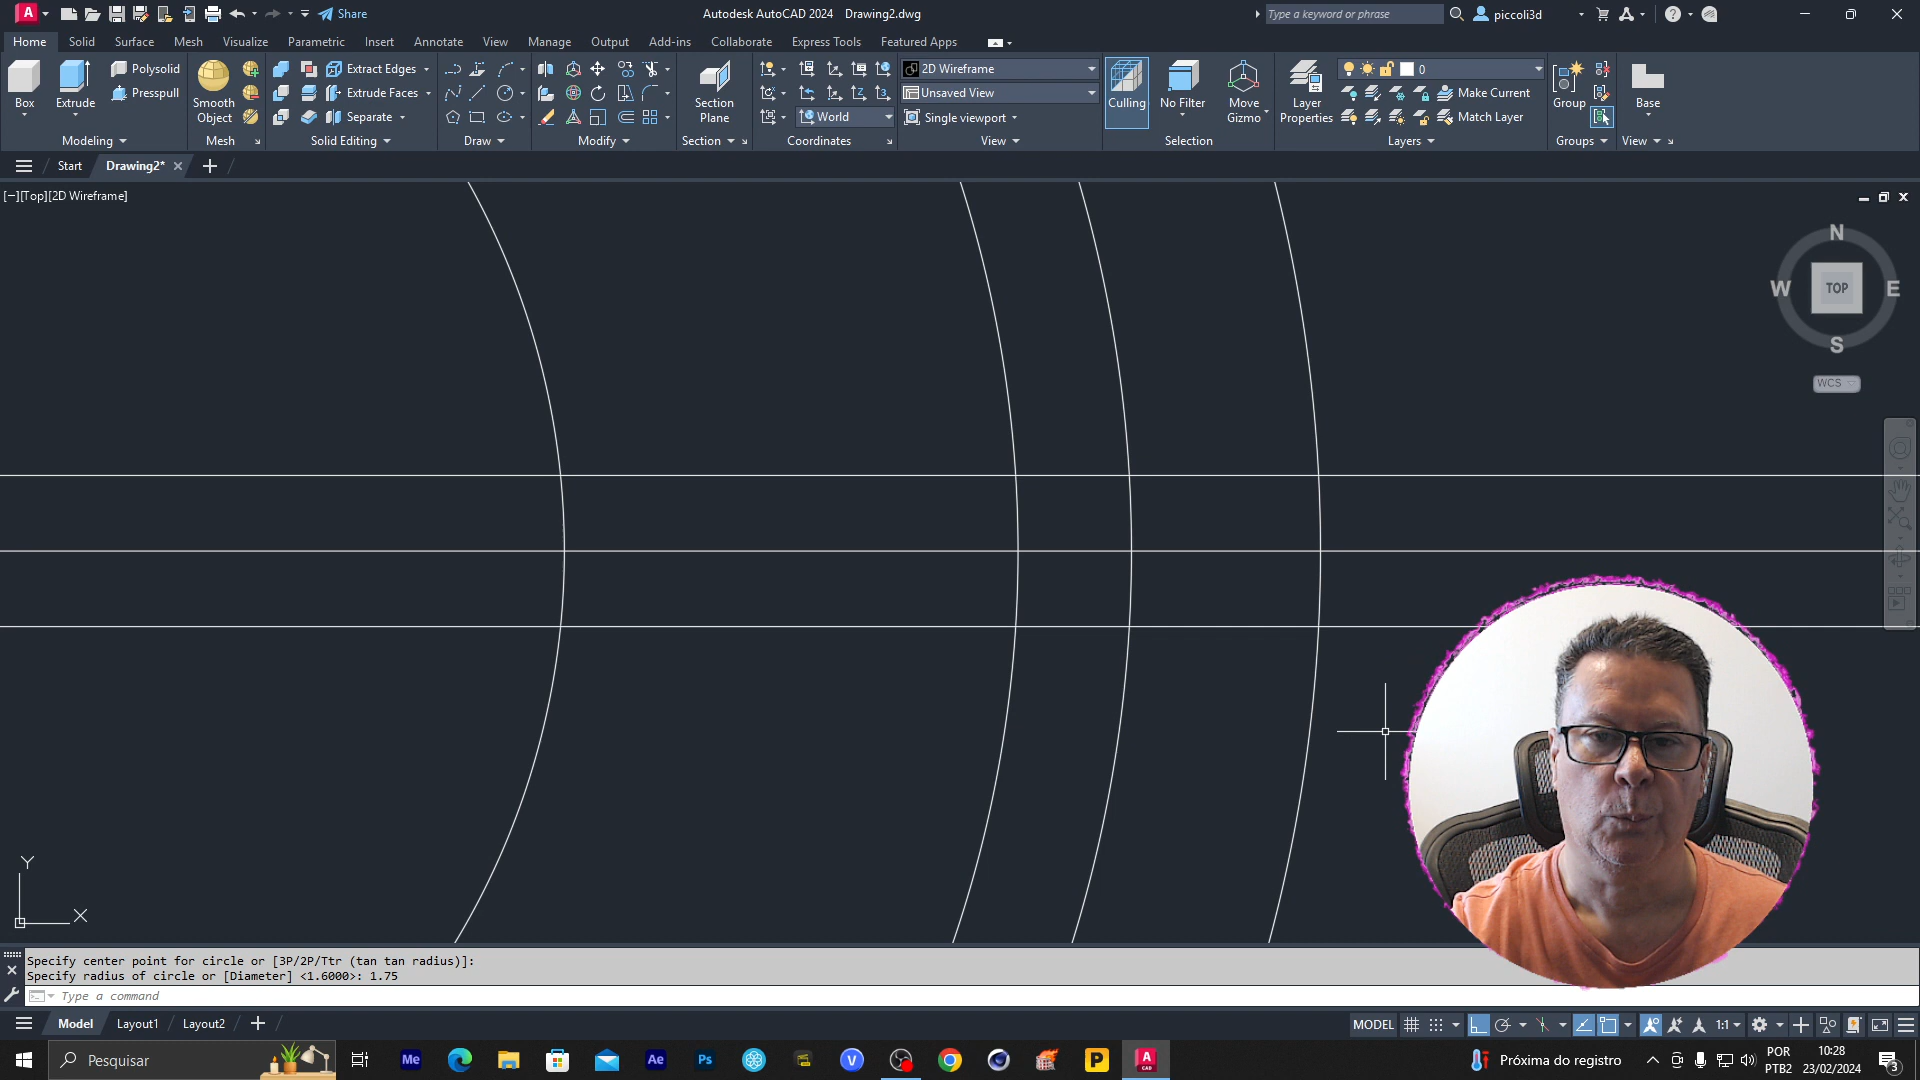 Share
Autodesk AutoCAD 2024 Drawing2.dwg
Type a keyword or phrase
piccoli3d
Home Solid Surface Mesh Visualize Parametric Insert Annotate View Manage Output Add-ins Collaborate Express Tools Featured Apps
Polysolid Extract Edges 2D Wireframe 0
Presspull Extrude Faces Unsaved View Make Current
Box Extrude Smooth Object Separate Section Plane World Single viewport Culling No Filter Move Gizmo Layer Properties Match Layer Group Base
Modeling Mesh Solid Editing Draw Modify Section Coordinates View Selection Layers Groups View
Start Drawing2*
[−][Top][2D Wireframe]
N
W TOP E
S
WCS
Y
X
Specify center point for circle or [3P/2P/Ttr (tan tan radius)]:
Specify radius of circle or [Diameter] <1.6000>: 1.75
Type a command
Model Layout1 Layout2 MODEL 1:1
Pesquisar
Me Ae Ps V P A CAD
Próxima do registro
POR
PTB2
10:28
23/02/2024
3